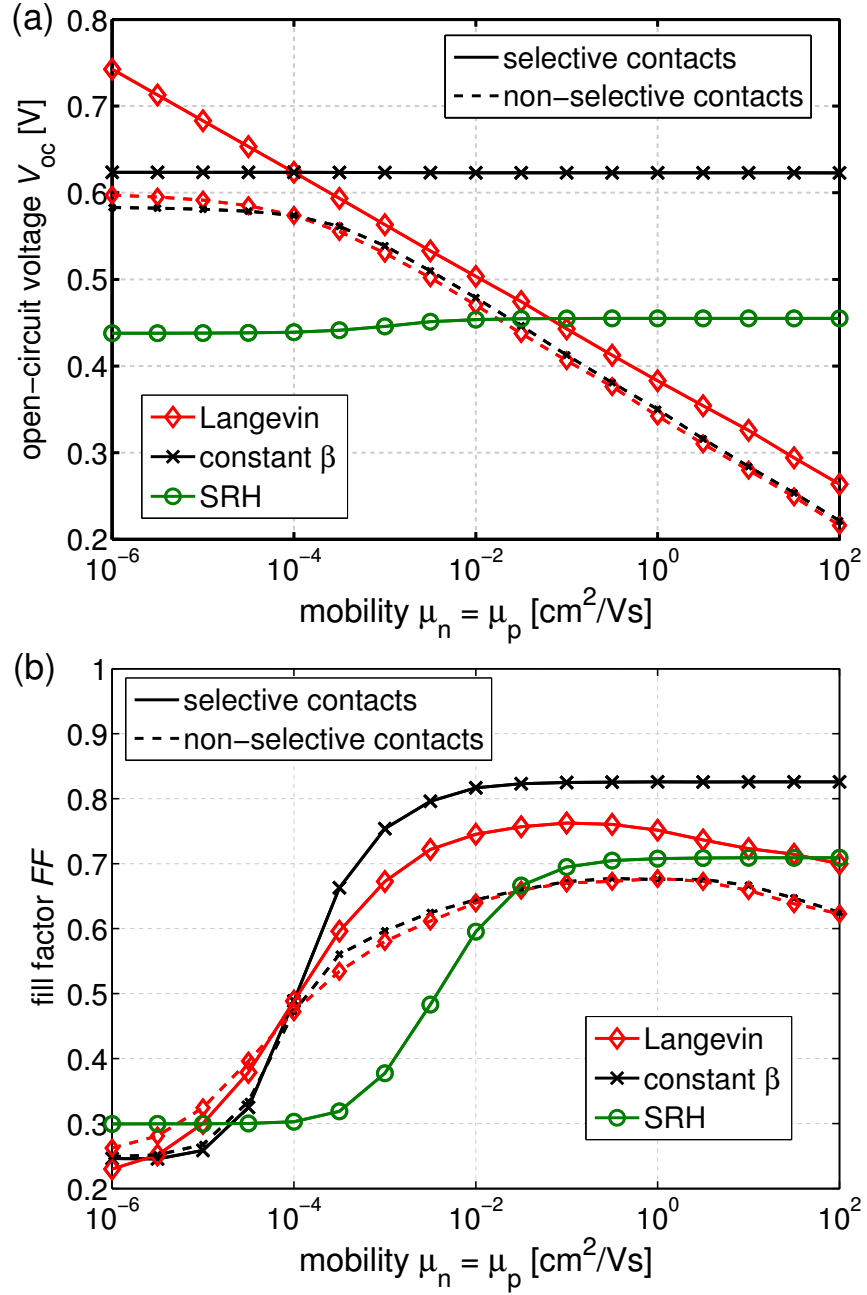 (a)
0.8
0.7
0.6
0.5
0.4
0.3
0.2
open−circuit voltage V_oc [V]
selective contacts
non−selective contacts
Langevin
constant β
SRH
10^−6
10^−4
10^−2
10^0
10^2
mobility μ_n = μ_p [cm^2/Vs]
(b)
1
0.9
0.8
0.7
0.6
0.5
0.4
0.3
0.2
fill factor FF
selective contacts
non−selective contacts
Langevin
constant β
SRH
10^−6
10^−4
10^−2
10^0
10^2
mobility μ_n = μ_p [cm^2/Vs]